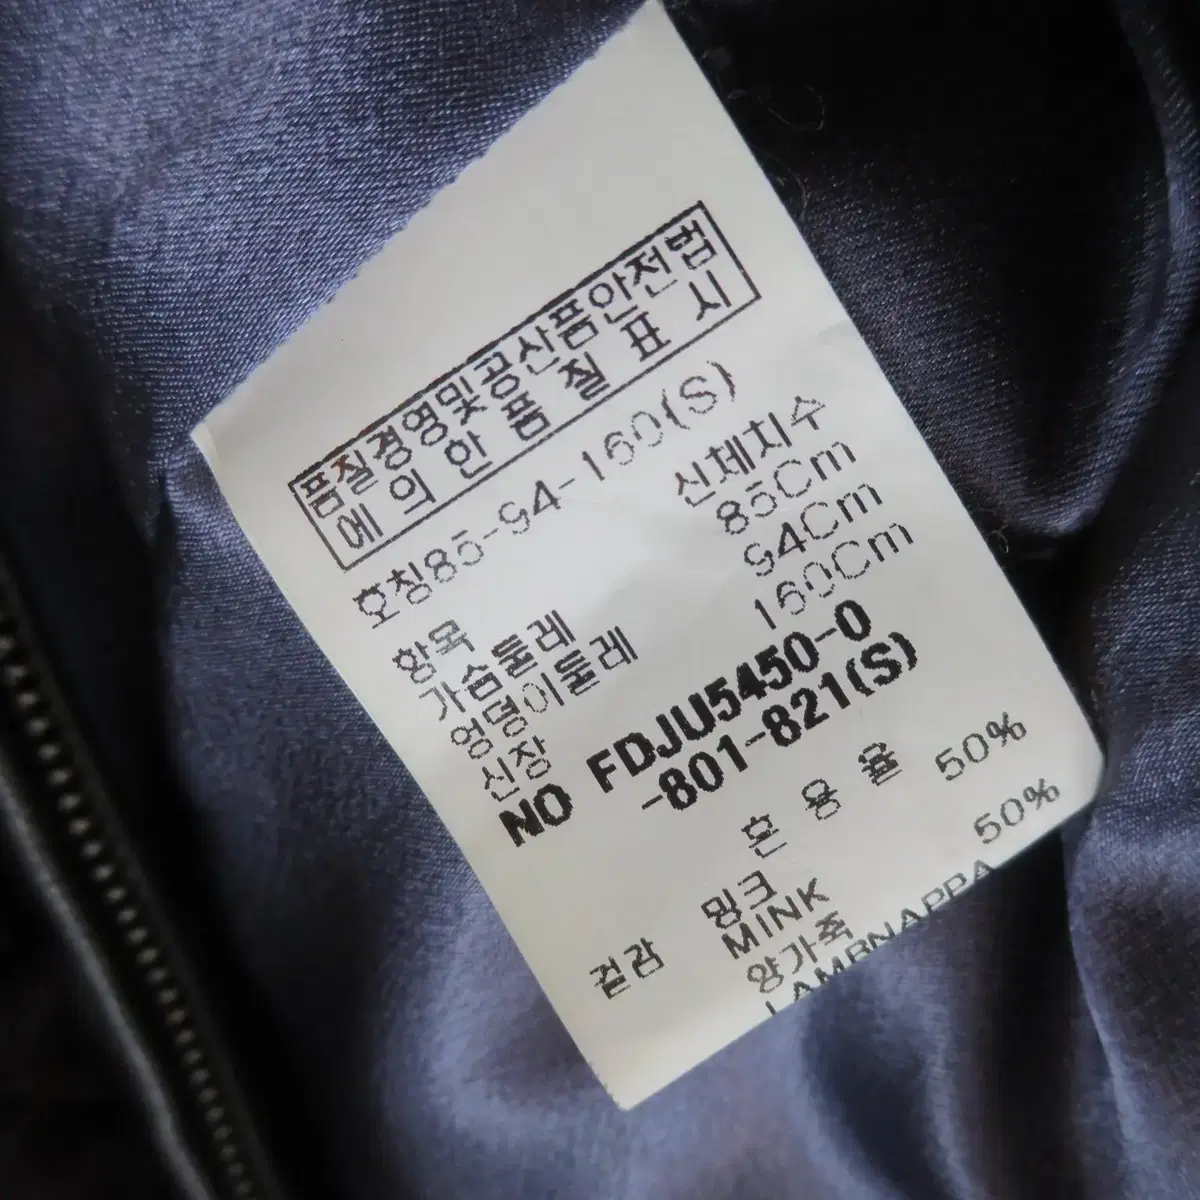 품질경영및공산품안전법
에 의 한 품 질 표 시
호칭85-94-160(S)
항목 신체치수
가슴둘레 85Cm
엉덩이둘레 94Cm
신장 160Cm
NO FDJU5450-0
-801-821(S)
혼 용 율
겉감 밍크 50%
MINK
양가죽 50%
LAMBNAPPA